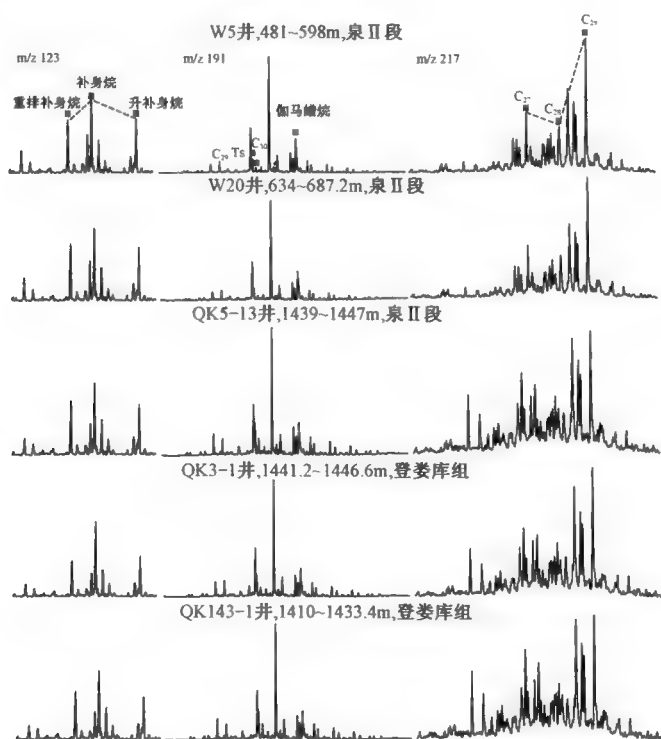 W5井,481~598m,泉Ⅱ段
m/z 123
m/z 191
m/z 217
重排补身烷
补身烷
升补身烷
C₂₉ Ts
C₃₀
伽马蜡烷
C₂₇
C₂₈
C₂₉
W20井,634~687.2m,泉Ⅱ段
QK5-13井,1439~1447m,泉Ⅱ段
QK3-1井,1441.2~1446.6m,登娄库组
QK143-1井,1410~1433.4m,登娄库组